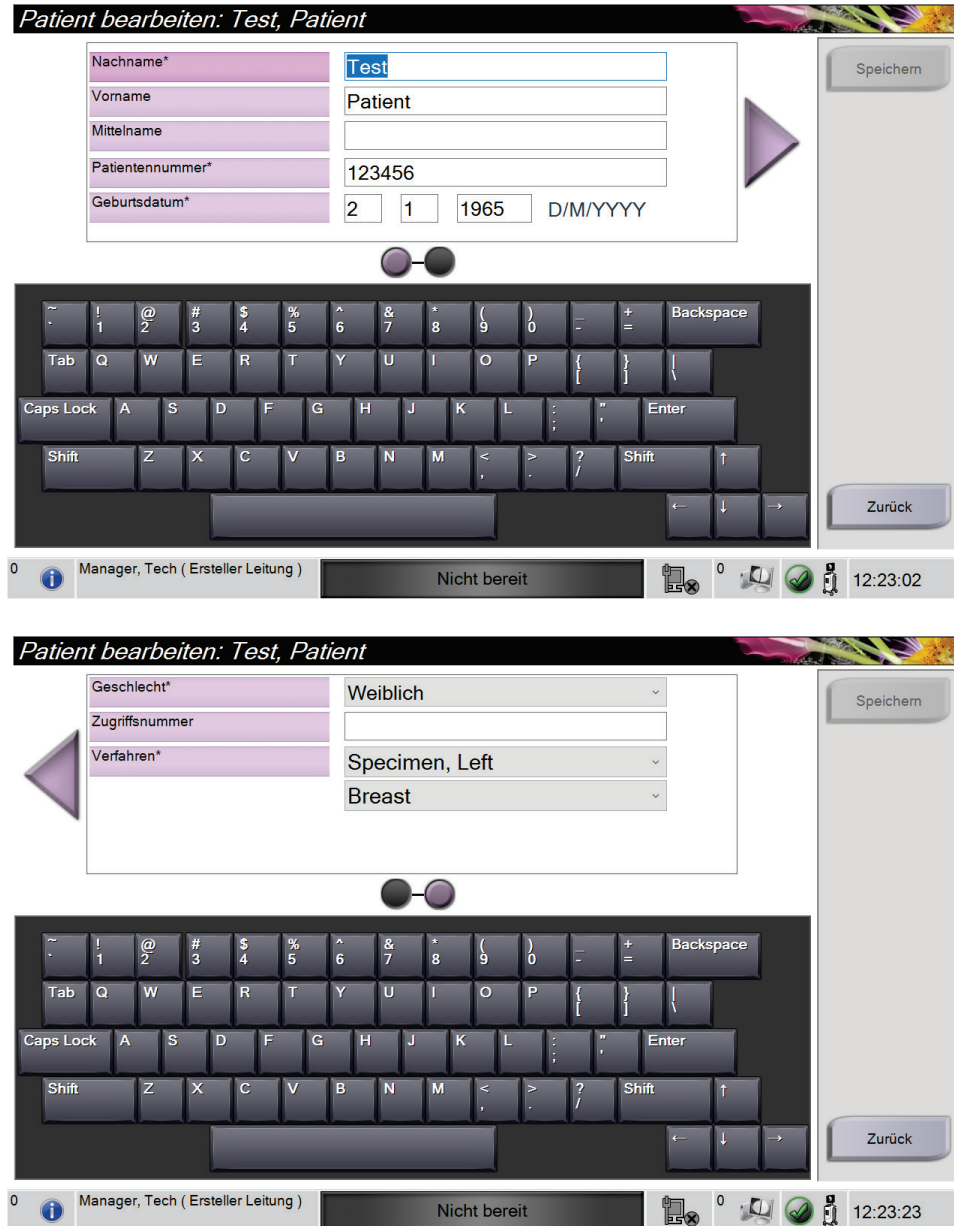 Patient bearbeiten: Test, Patient
Nachname* Test
Vorname Patient
Mittelname
Patientennummer* 123456
Geburtsdatum* 2 1 1965 D/M/YYYY
Speichern
~ ! @ # $ % ^ & * ( ) _ + Backspace
` 1 2 3 4 5 6 7 8 9 0 - =
Tab Q W E R T Y U I O P { } |
[ ] \
Caps Lock A S D F G H J K L : " Enter
; '
Shift Z X C V B N M < > ? Shift ↑
, . /
← ↓ →
Zurück
0 Manager, Tech ( Ersteller Leitung ) Nicht bereit 0 12:23:02
Patient bearbeiten: Test, Patient
Geschlecht* Weiblich
Zugriffsnummer
Verfahren* Specimen, Left
Breast
Speichern
~ ! @ # $ % ^ & * ( ) _ + Backspace
` 1 2 3 4 5 6 7 8 9 0 - =
Tab Q W E R T Y U I O P { } |
[ ] \
Caps Lock A S D F G H J K L : " Enter
; '
Shift Z X C V B N M < > ? Shift ↑
, . /
← ↓ →
Zurück
0 Manager, Tech ( Ersteller Leitung ) Nicht bereit 0 12:23:23